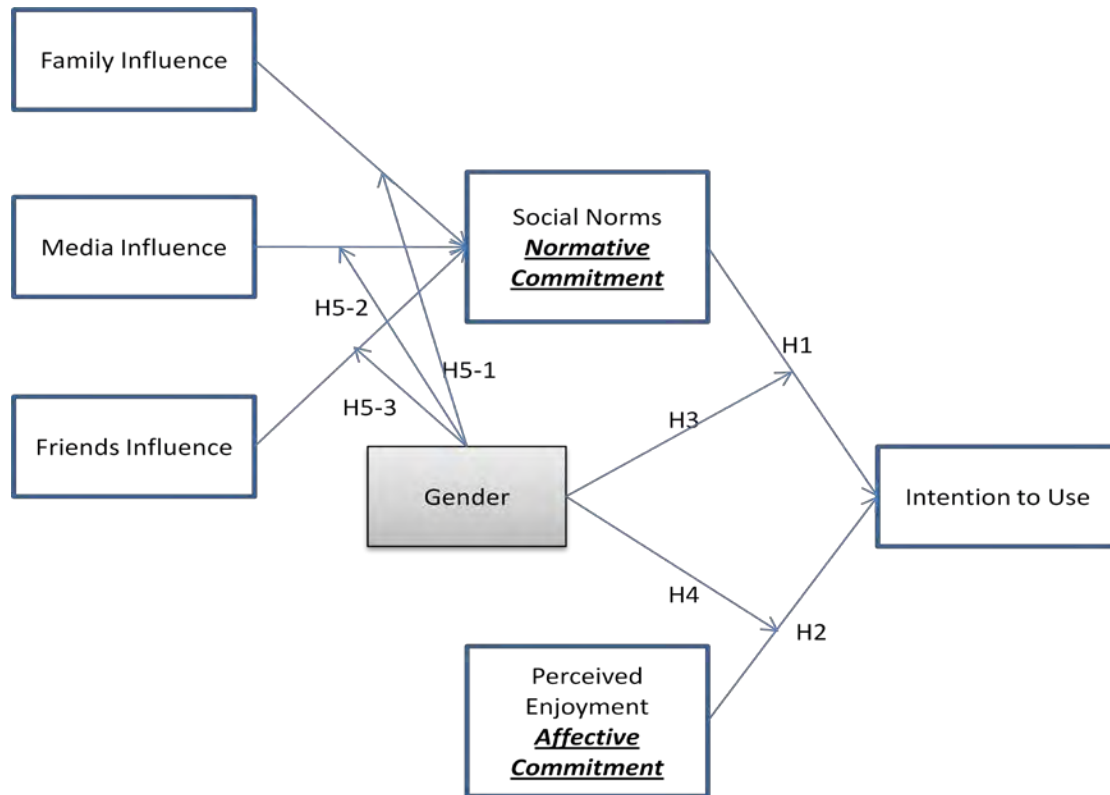 Family Influence
Media Influence
Friends Influence
Social Norms
Normative
Commitment
H5-2
H5-1
H5-3
Gender
H1
H3
Intention to Use
H4
H2
Perceived
Enjoyment
Affective
Commitment